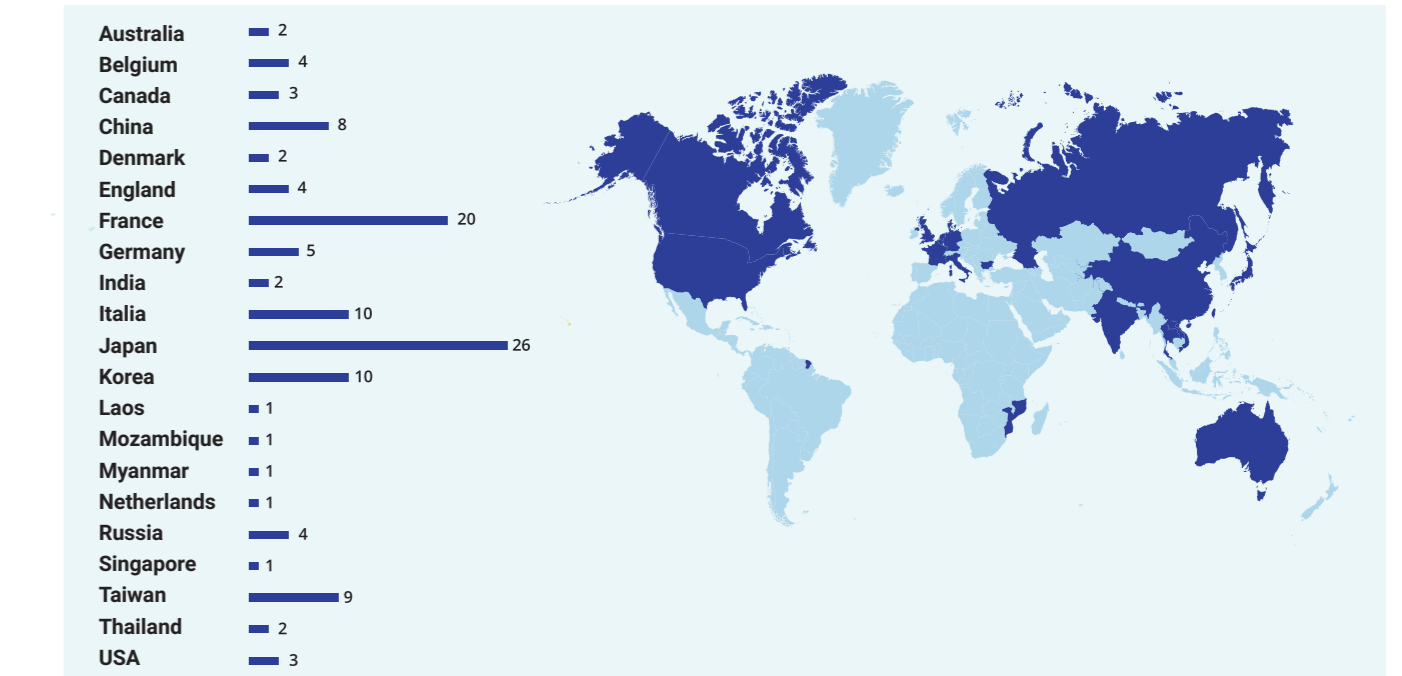 Australia 2
Belgium 4
Canada 3
China 8
Denmark 2
England 4
France 20
Germany 5
India 2
Italia 10
Japan 26
Korea 10
Laos 1
Mozambique 1
Myanmar 1
Netherlands 1
Russia 4
Singapore 1
Taiwan 9
Thailand 2
USA 3